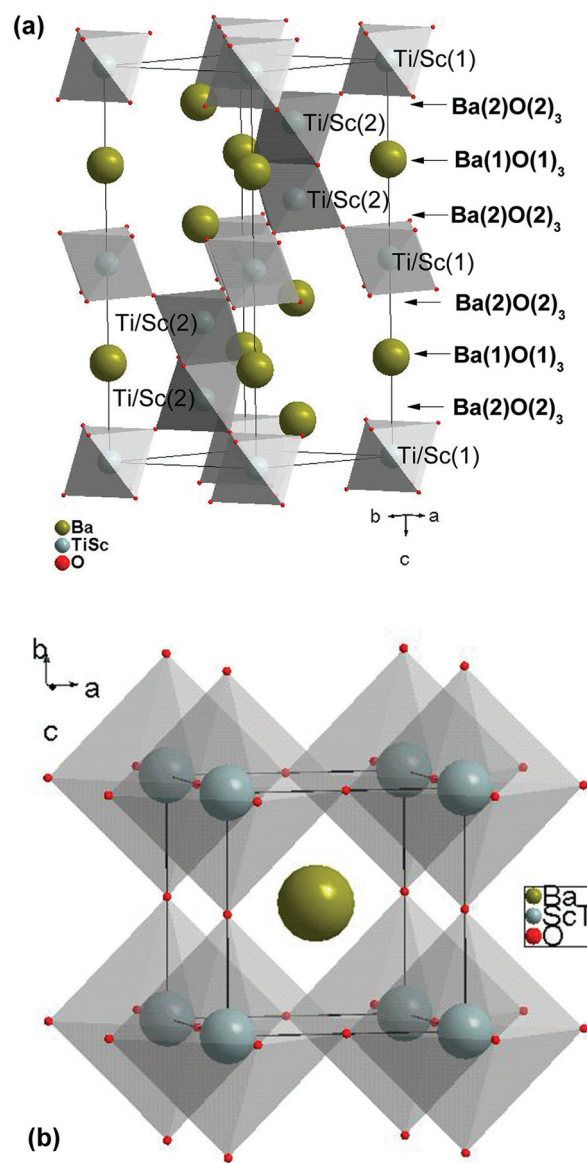 (a)
Ti/Sc(1)
Ba(2)O(2)3
Ti/Sc(2)
Ba(1)O(1)3
Ti/Sc(2)
Ba(2)O(2)3
Ti/Sc(1)
Ba(2)O(2)3
Ti/Sc(2)
Ba(1)O(1)3
Ti/Sc(2)
Ba(2)O(2)3
Ti/Sc(1)
Ba
TiSc
O
b a
c
b
a
c
Ba
ScT
O
(b)